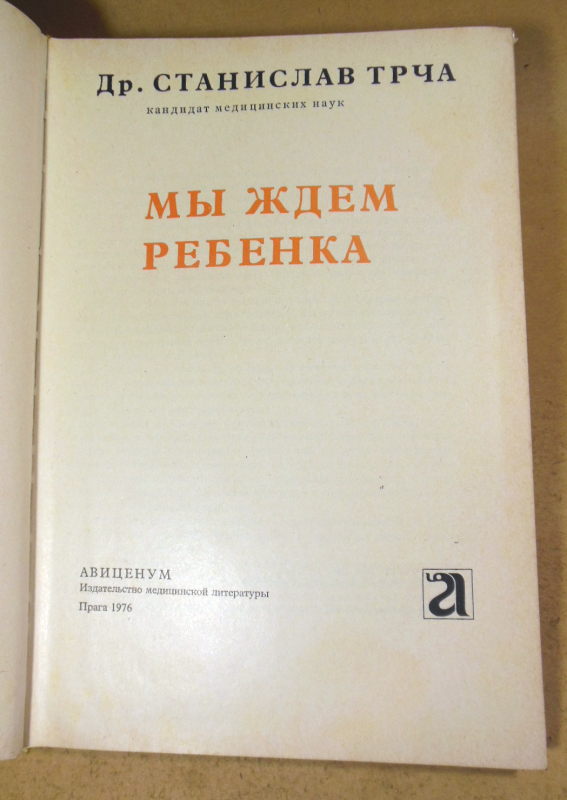 Др. СТАНИСЛАВ ТРЧА
кандидат медицинских наук
МЫ ЖДЕМ
РЕБЕНКА
АВИЦЕНУМ
Издательство медицинской литературы
Прага 1976